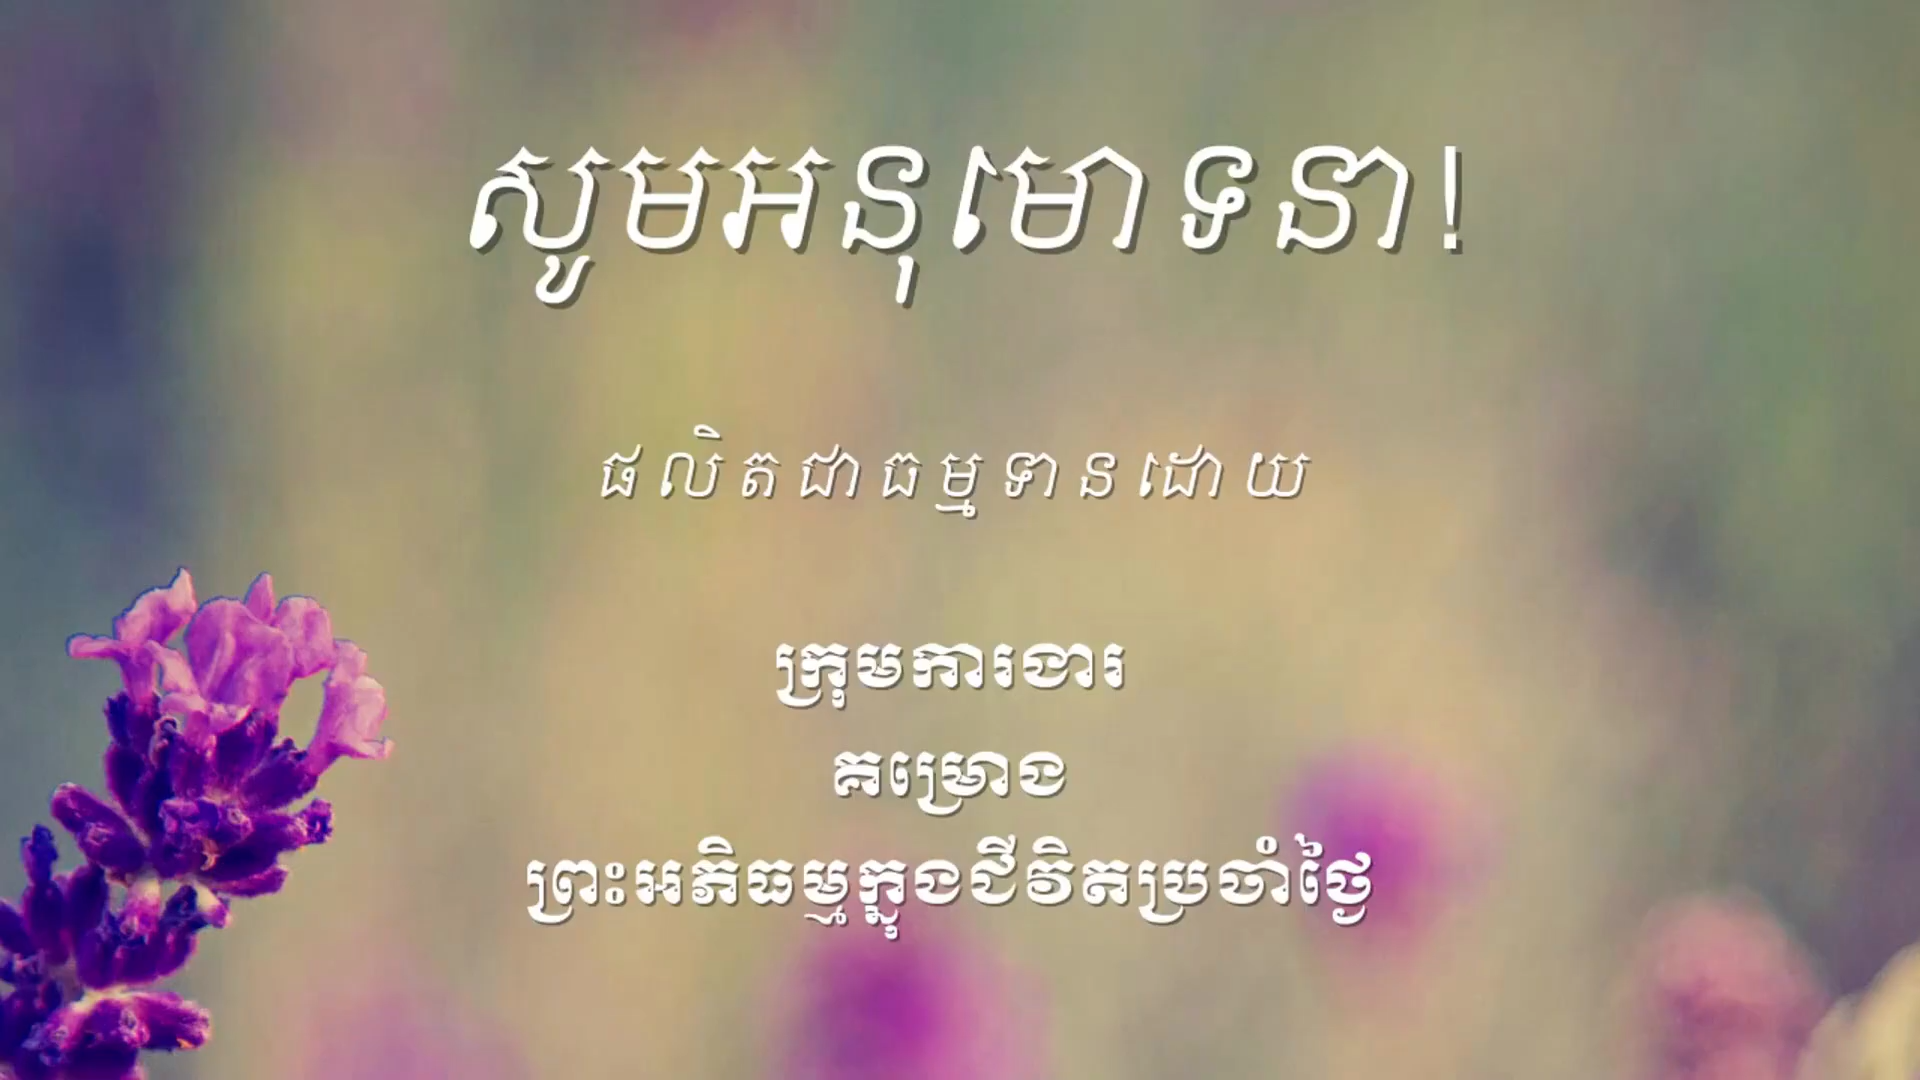 សូមអនុមោទនា!
ផលិតជាធម្មទានដោយ
ក្រុមការងារ
គម្រោង
ព្រះអភិធម្មក្នុងជីវិតប្រចាំថ្ងៃ